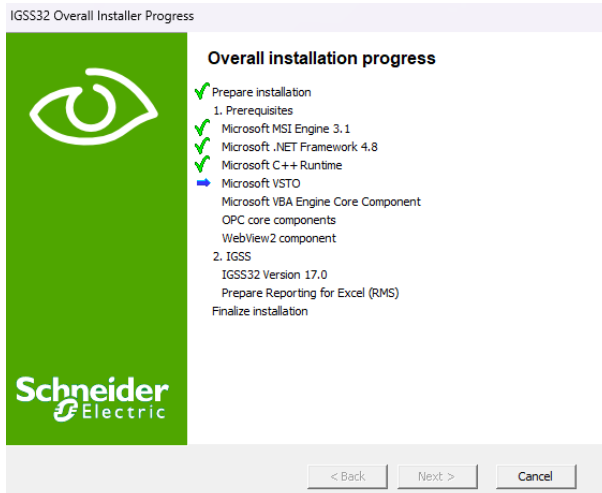 IGSS32 Overall Installer Progress
Overall installation progress
Prepare installation
1. Prerequisites
Microsoft MSI Engine 3.1
Microsoft .NET Framework 4.8
Microsoft C++ Runtime
Microsoft VSTO
Microsoft VBA Engine Core Component
OPC core components
WebView2 component
2. IGSS
IGSS32 Version 17.0
Prepare Reporting for Excel (RMS)
Finalize installation
Schneider
Electric
< Back Next > Cancel